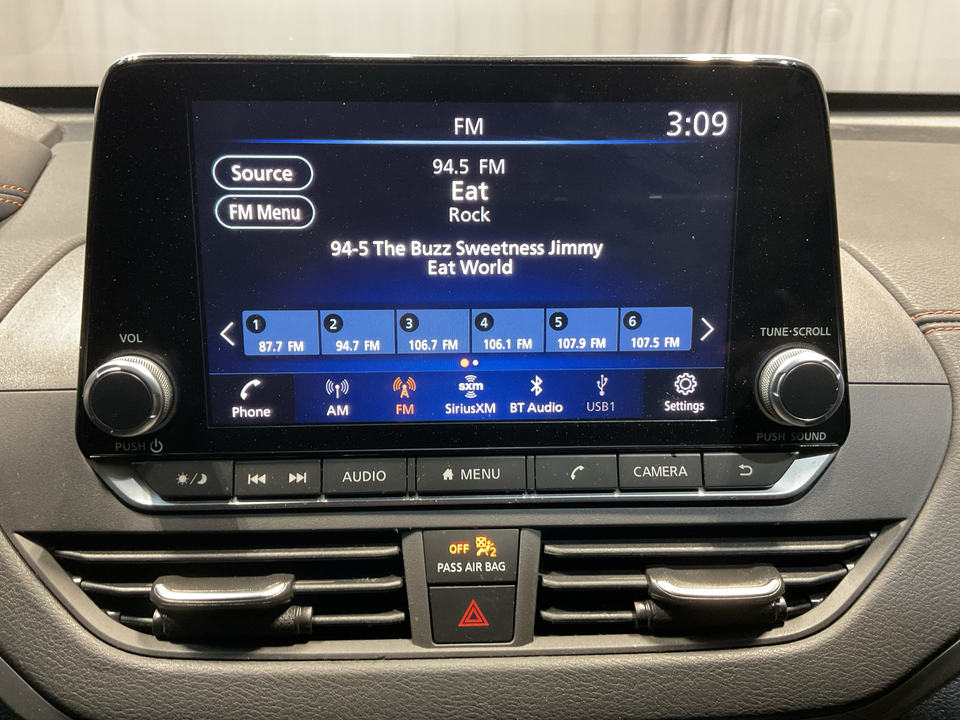 FM
3:09
Source
FM Menu
94.5 FM
Eat
Rock
94-5 The Buzz Sweetness Jimmy
Eat World
1
87.7 FM
2
94.7 FM
3
106.7 FM
4
106.1 FM
5
107.9 FM
6
107.5 FM
Phone
AM
FM
sxm
SiriusXM
BT Audio
USB1
Settings
VOL
PUSH
TUNE·SCROLL
PUSH SOUND
AUDIO
MENU
CAMERA
OFF
2
PASS AIR BAG